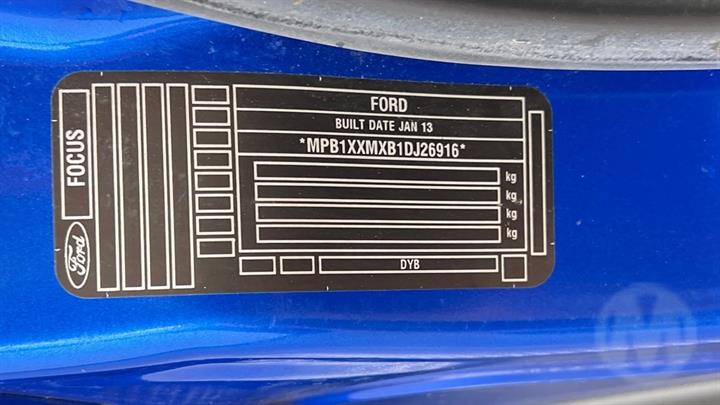 FORD
BUILT DATE JAN 13
*MPB1XXMXB1DJ26916*
kg
kg
kg
kg
DYB
FOCUS
Ford
M